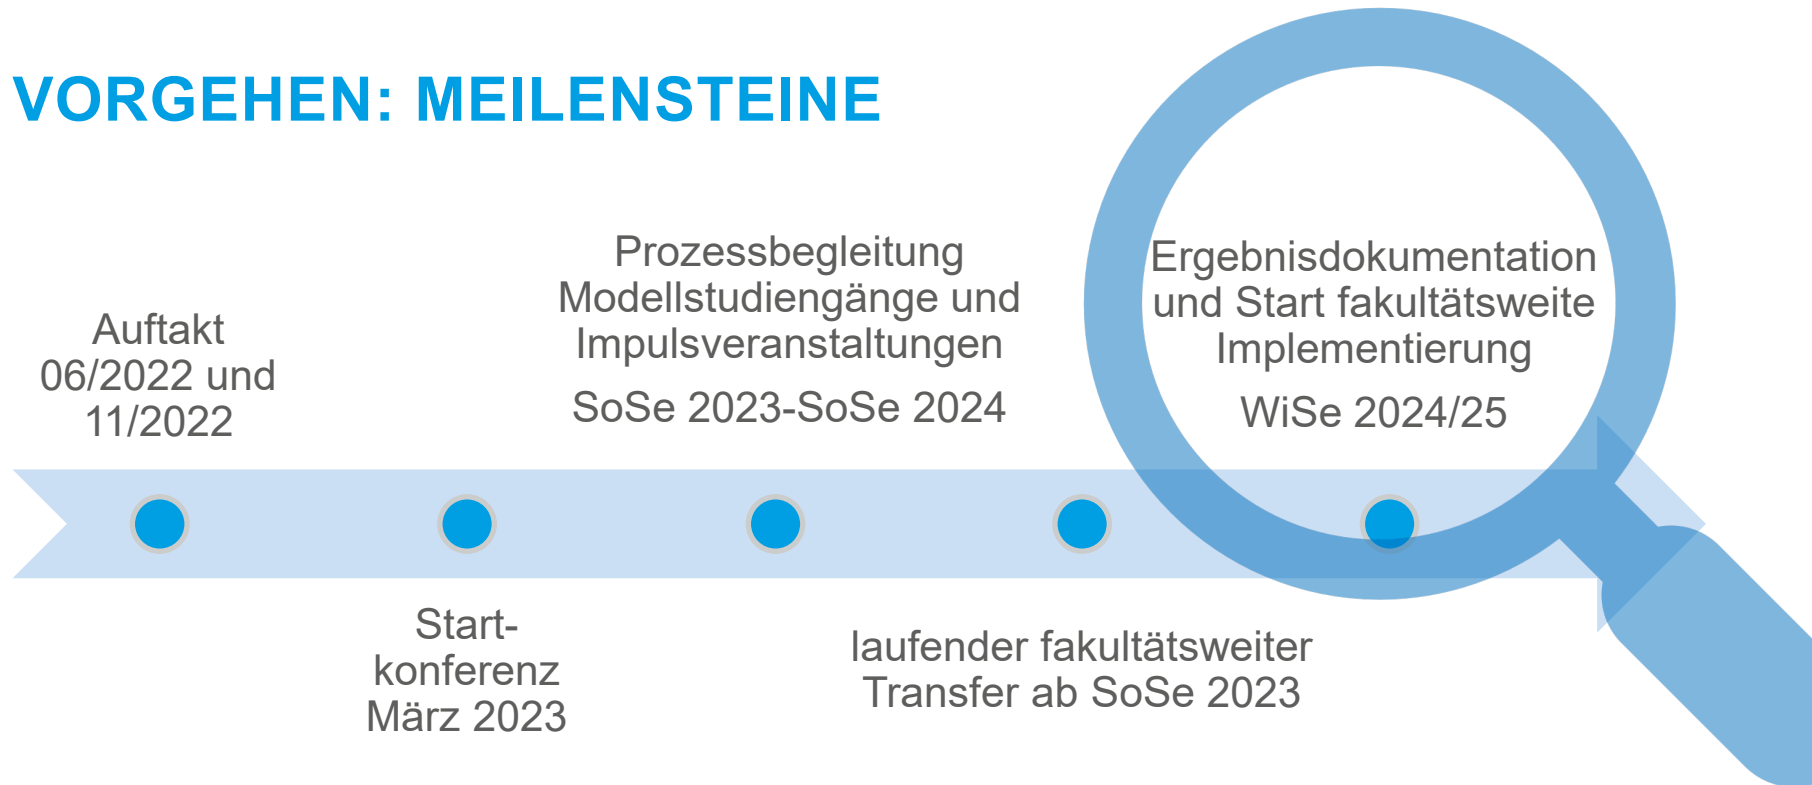 VORGEHEN: MEILENSTEINE
Auftakt
06/2022 und
11/2022
Start-
konferenz
März 2023
Prozessbegleitung
Modellstudiengänge und
Impulsveranstaltungen
SoSe 2023-SoSe 2024
laufender fakultätsweiter
Transfer ab SoSe 2023
Ergebnisdokumentation
und Start fakultätsweite
Implementierung
WiSe 2024/25